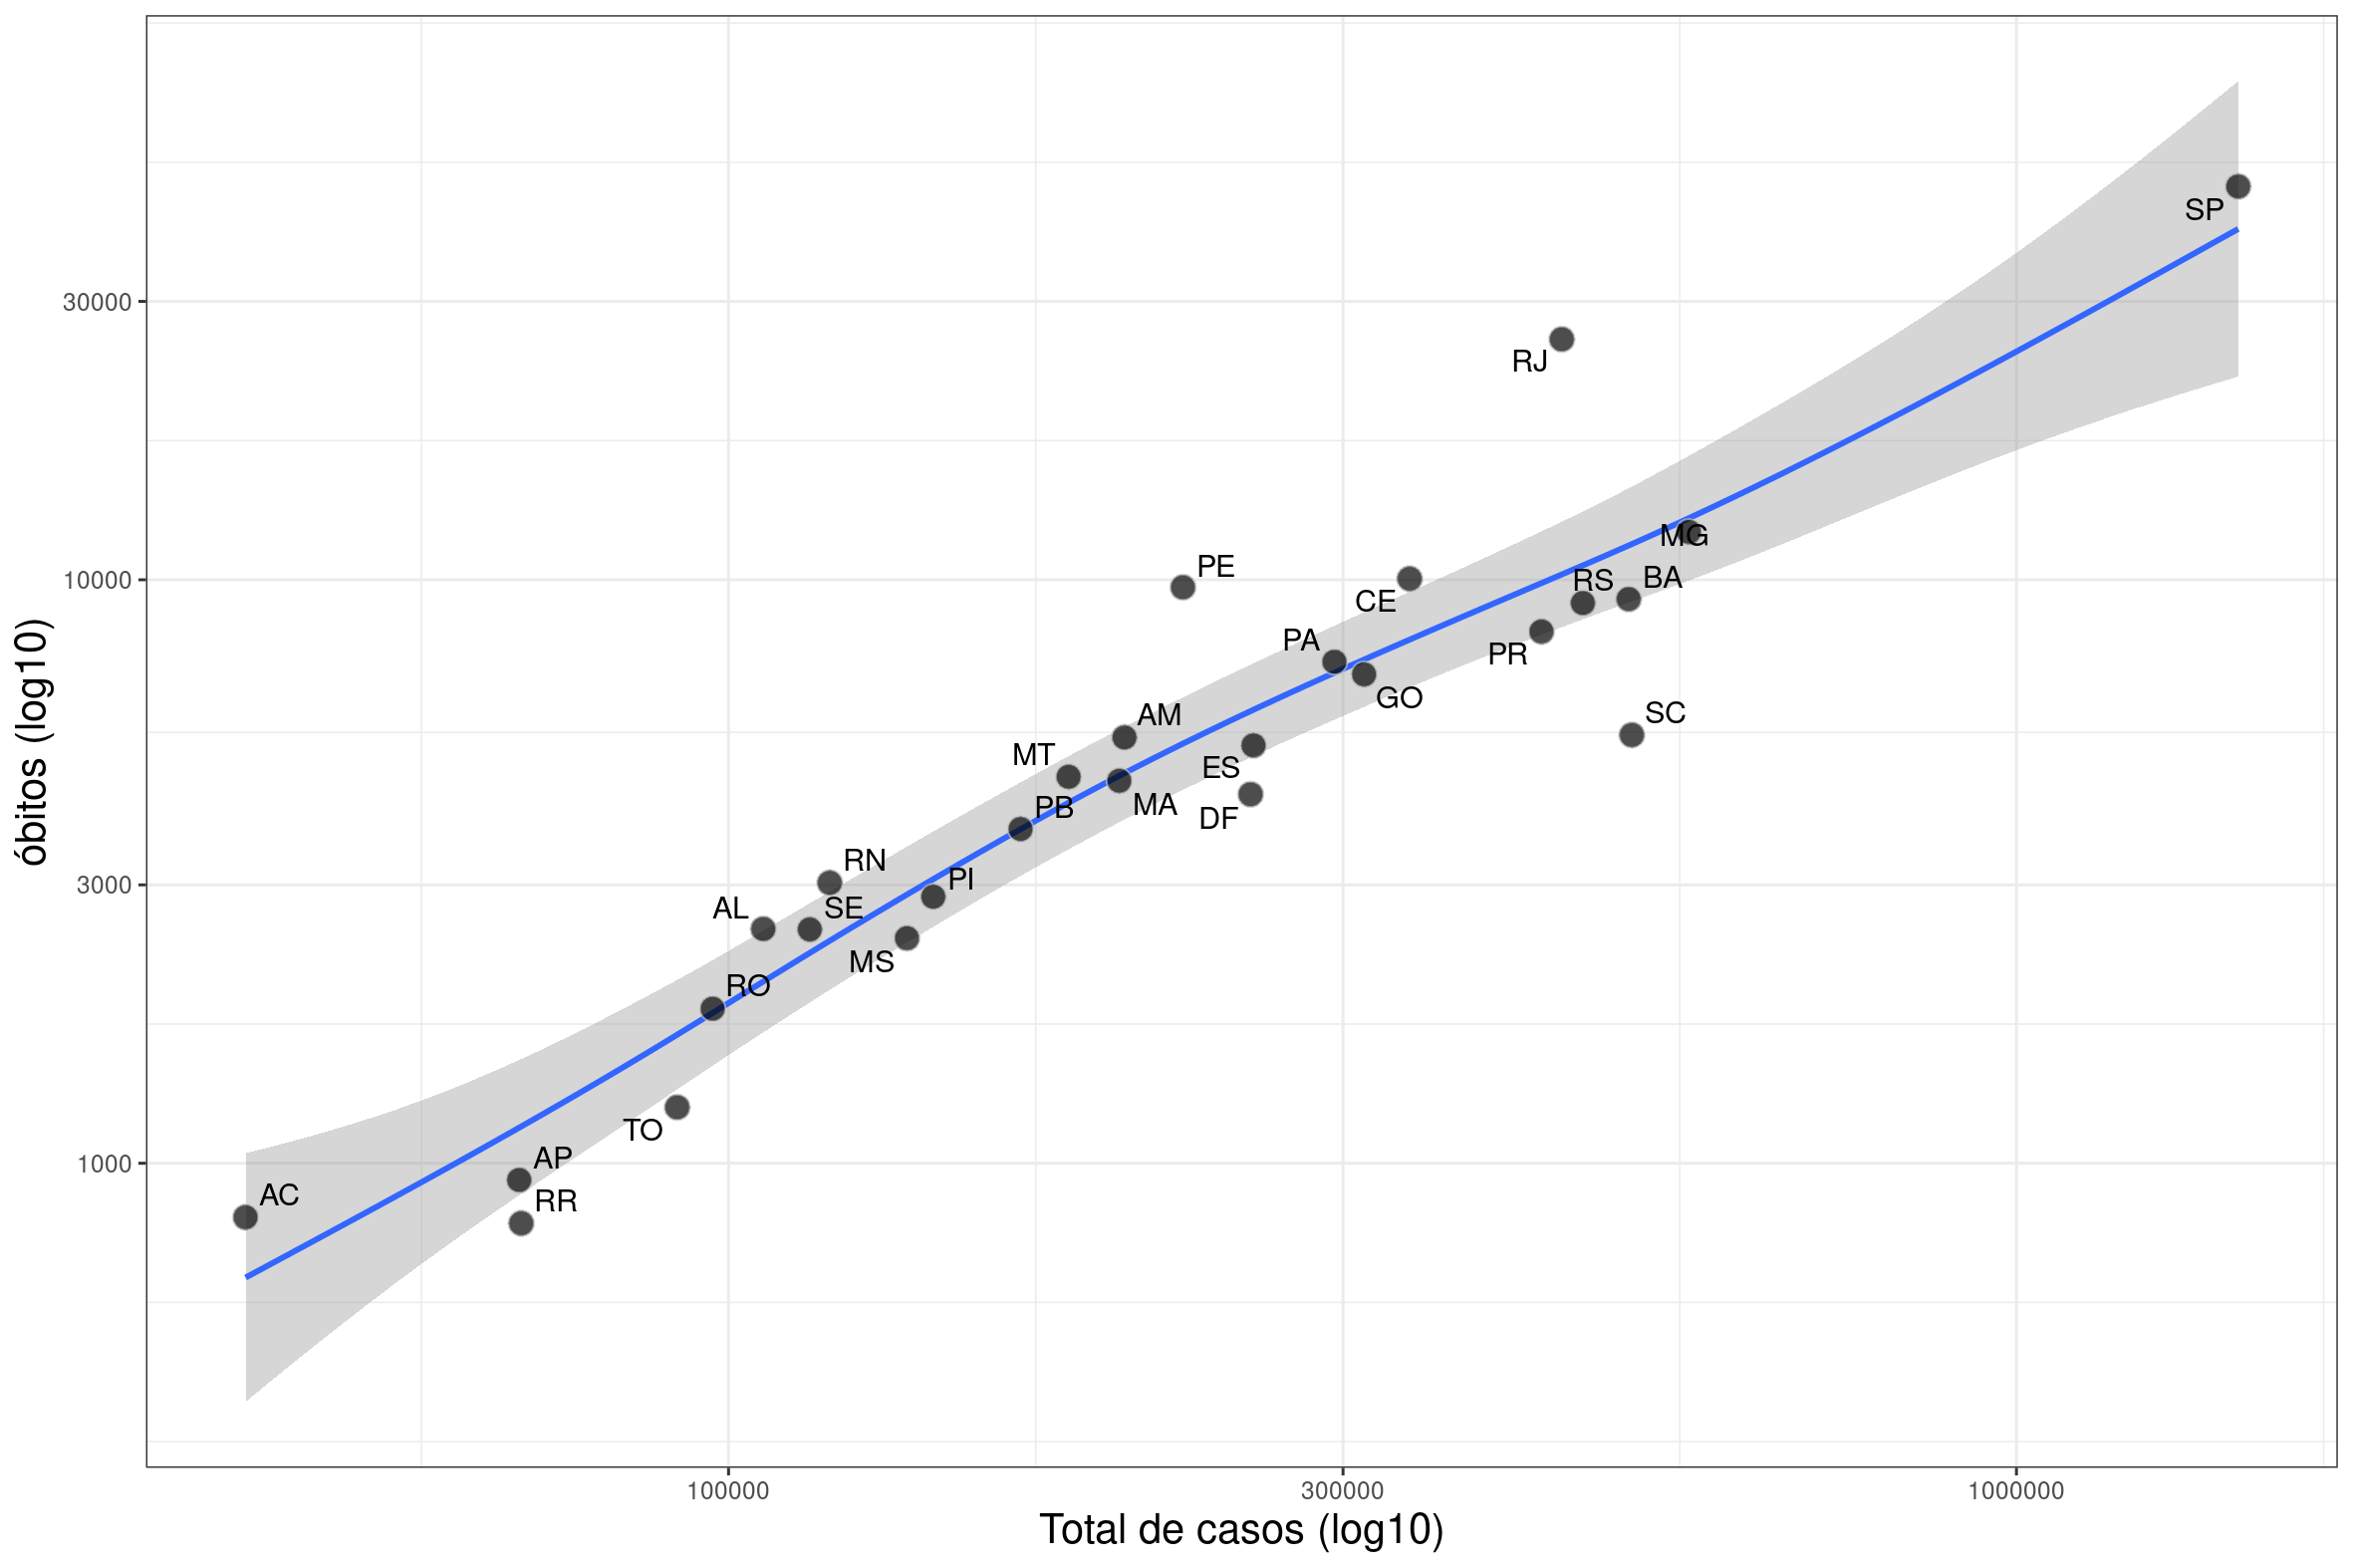 SP
30000
RJ
MG
PE
10000
CE
RS
BA
PA
PR
GO
SC
AM
MT
ES
PB
MA
DF
RN
3000
PI
AL
SE
MS
RO
TO
1000
AP
AC
RR
100000
300000
1000000
Total de casos (log10)
óbitos (log10)